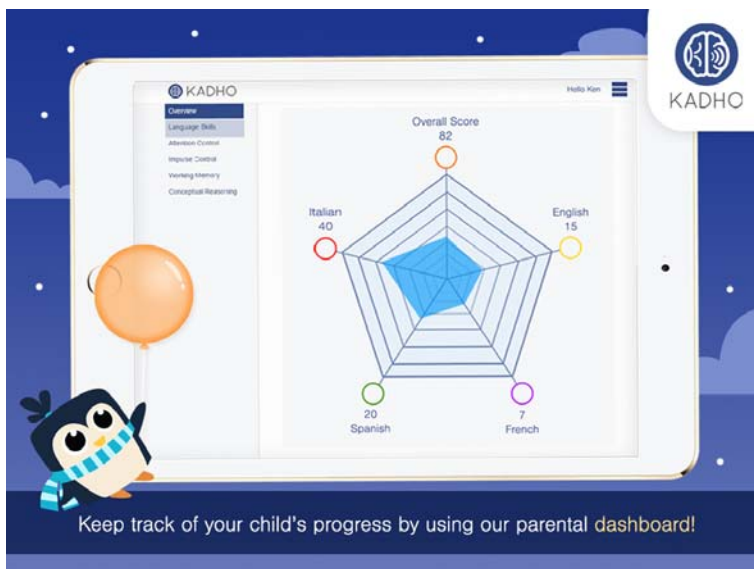 KADHO
KADHO
Hello Ken
Overview
Language Skills
Attention Control
Impulse Control
Working Memory
Conceptual Reasoning
Overall Score
82
Italian
40
English
15
20
Spanish
7
French
Keep track of your child's progress by using our parental dashboard!